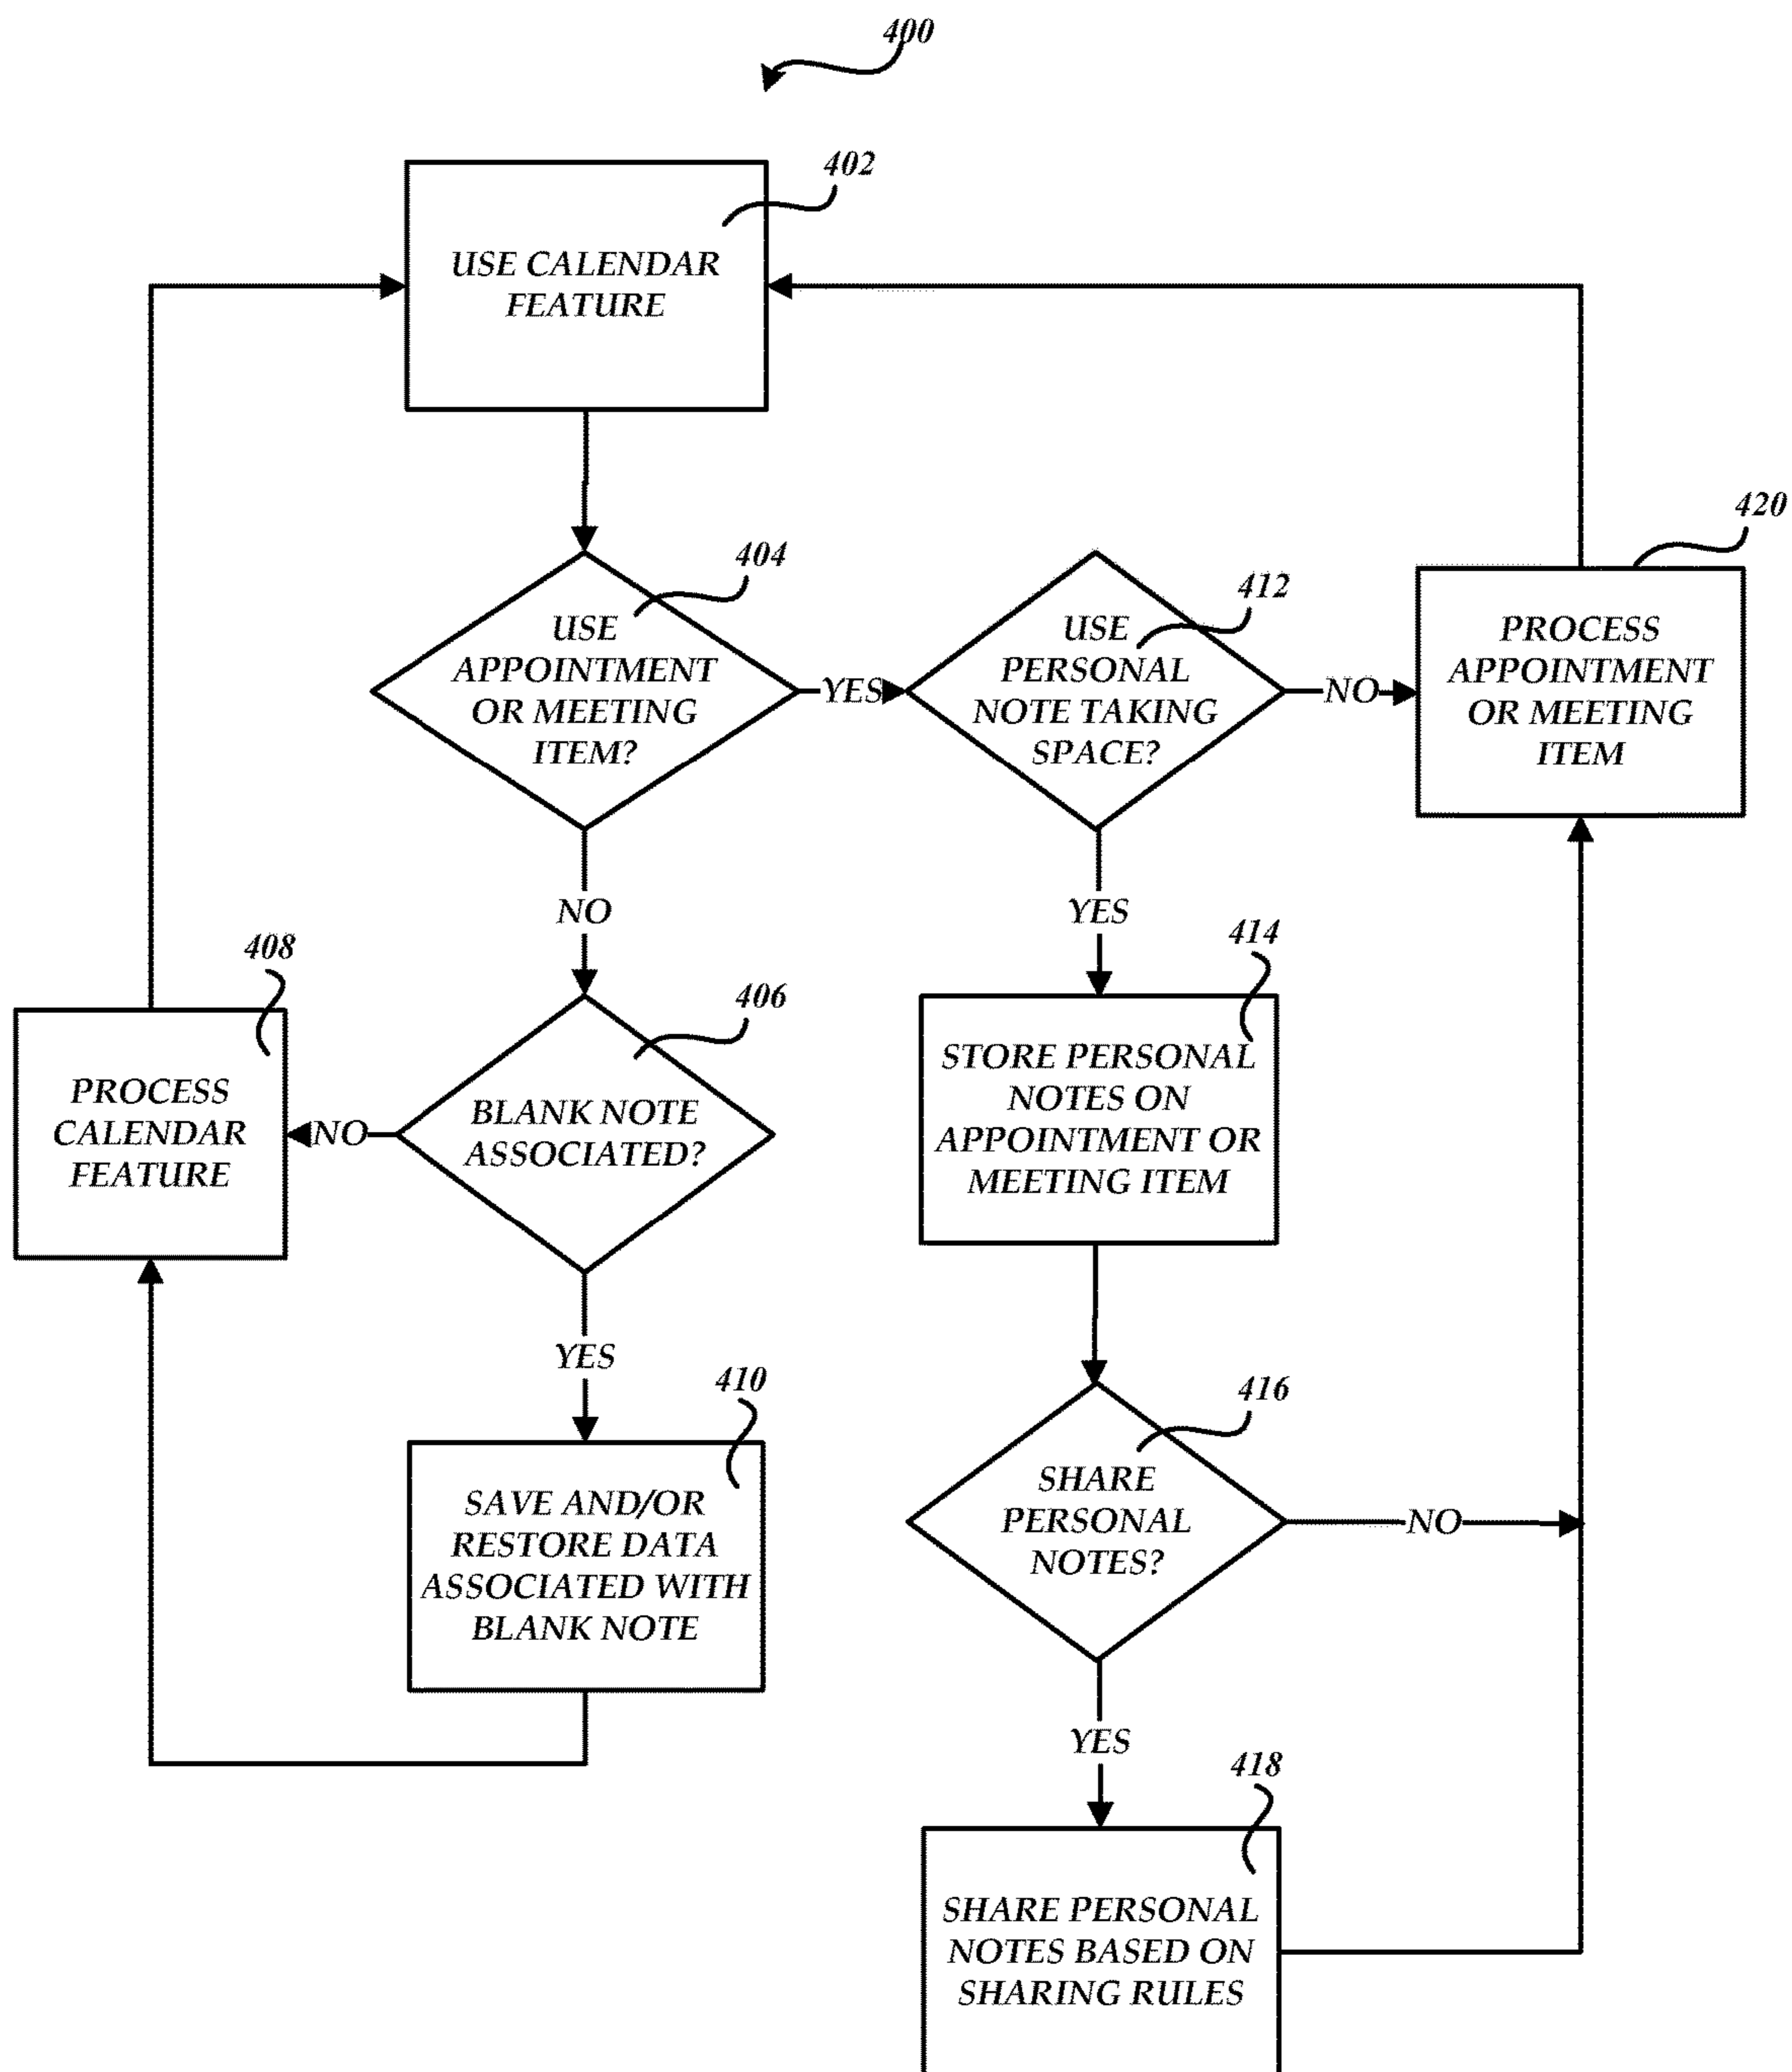 400
402
USE CALENDAR
FEATURE
404
USE
APPOINTMENT
OR MEETING
ITEM?
YES
412
USE
PERSONAL
NOTE TAKING
SPACE?
NO
420
PROCESS
APPOINTMENT
OR MEETING
ITEM
NO
YES
408
PROCESS
CALENDAR
FEATURE
NO
406
BLANK NOTE
ASSOCIATED?
414
STORE PERSONAL
NOTES ON
APPOINTMENT OR
MEETING ITEM
YES
410
SAVE AND/OR
RESTORE DATA
ASSOCIATED WITH
BLANK NOTE
416
SHARE
PERSONAL
NOTES?
NO
YES
418
SHARE PERSONAL
NOTES BASED ON
SHARING RULES